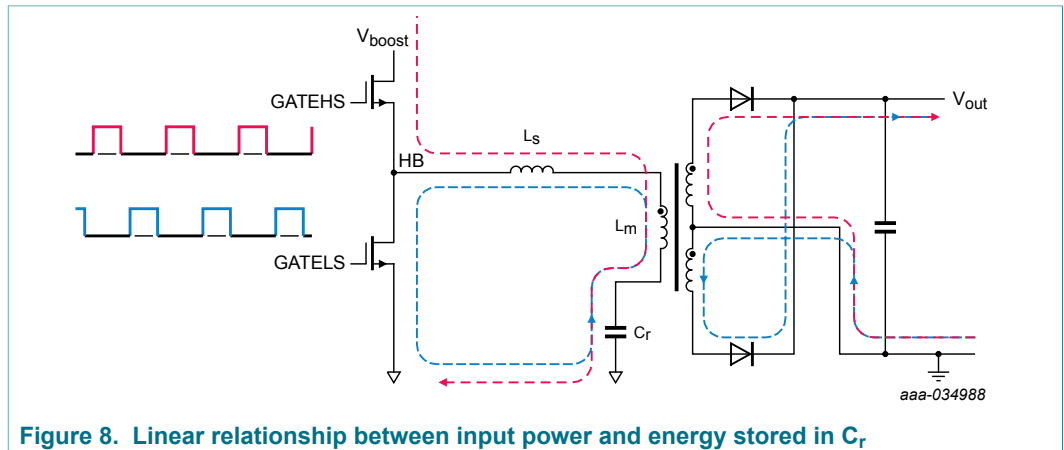 Vboost
GATEHS
Ls
HB
Lm
GATELS
Cr
Vout
aaa-034988
Figure 8. Linear relationship between input power and energy stored in Cr